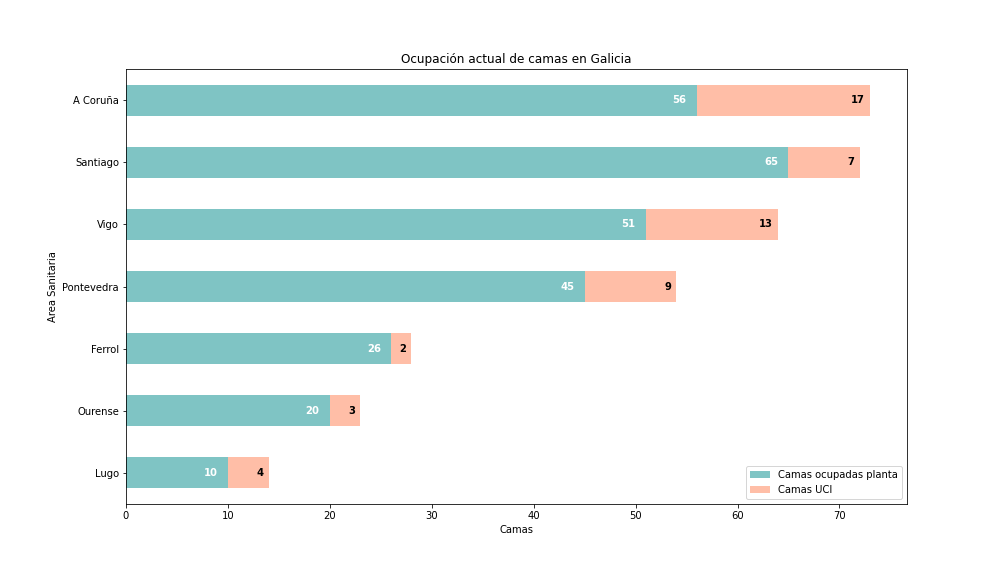 Ocupación actual de camas en Galicia
A Coruña 56 17
Santiago 65 7
Vigo 51 13
Area Sanitaria
Pontevedra 45 9
Ferrol 26 2
Ourense 20 3
Lugo 10 4
Camas ocupadas planta
Camas UCI
0 10 20 30 40 50 60 70
Camas